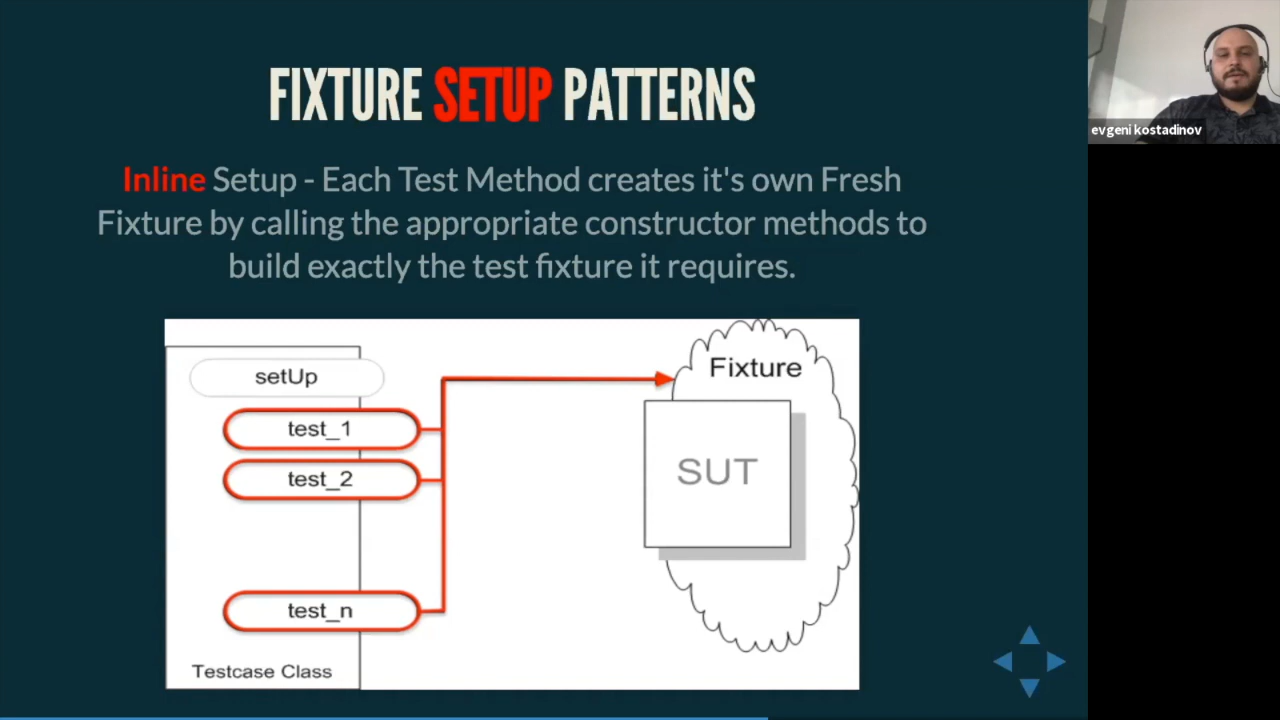 FIXTURE SETUP PATTERNS
Inline Setup - Each Test Method creates it's own Fresh
Fixture by calling the appropriate constructor methods to
build exactly the test fixture it requires.
setUp
test_1
test_2
test_n
Testcase Class
Fixture
SUT
evgeni kostadinov